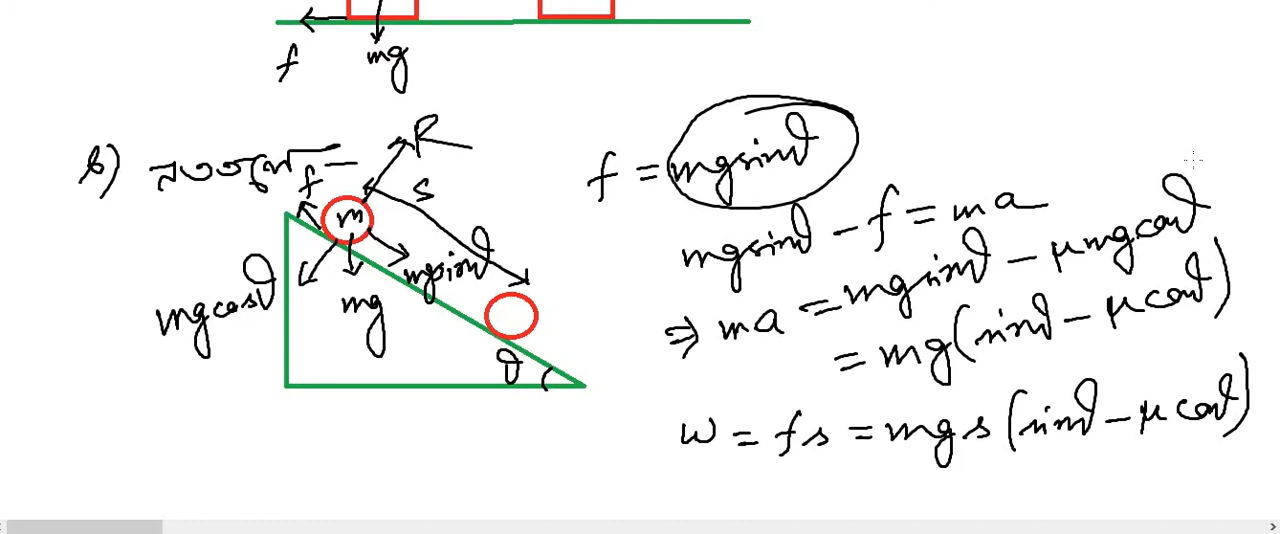 f
mg
R
f
s
m
mgsinθ
mgcosθ
mg
θ
f = mgsinθ
mgsinθ - f = ma
⇒ ma = mgsinθ - μmgcosθ
= mg(sinθ - μcosθ)
W = fs = mgs(sinθ - μcosθ)